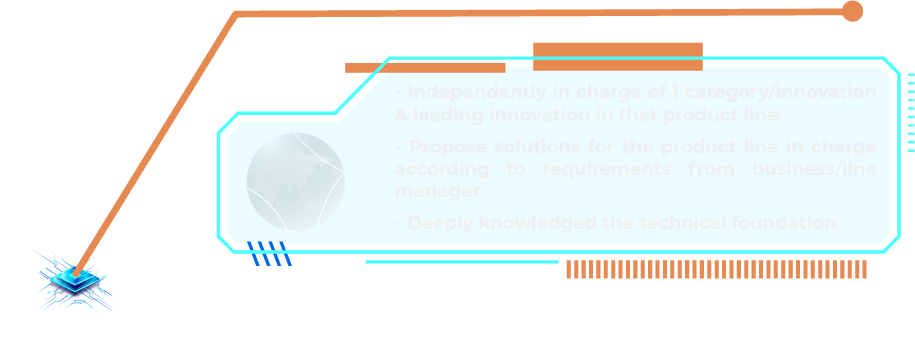 - Independently in charge of 1 category/innovation
& leading innovation in that product line.
- Propose solutions for the product line in charge
according to requirements from business/line
manager
- Deeply knowledged the technical foundation